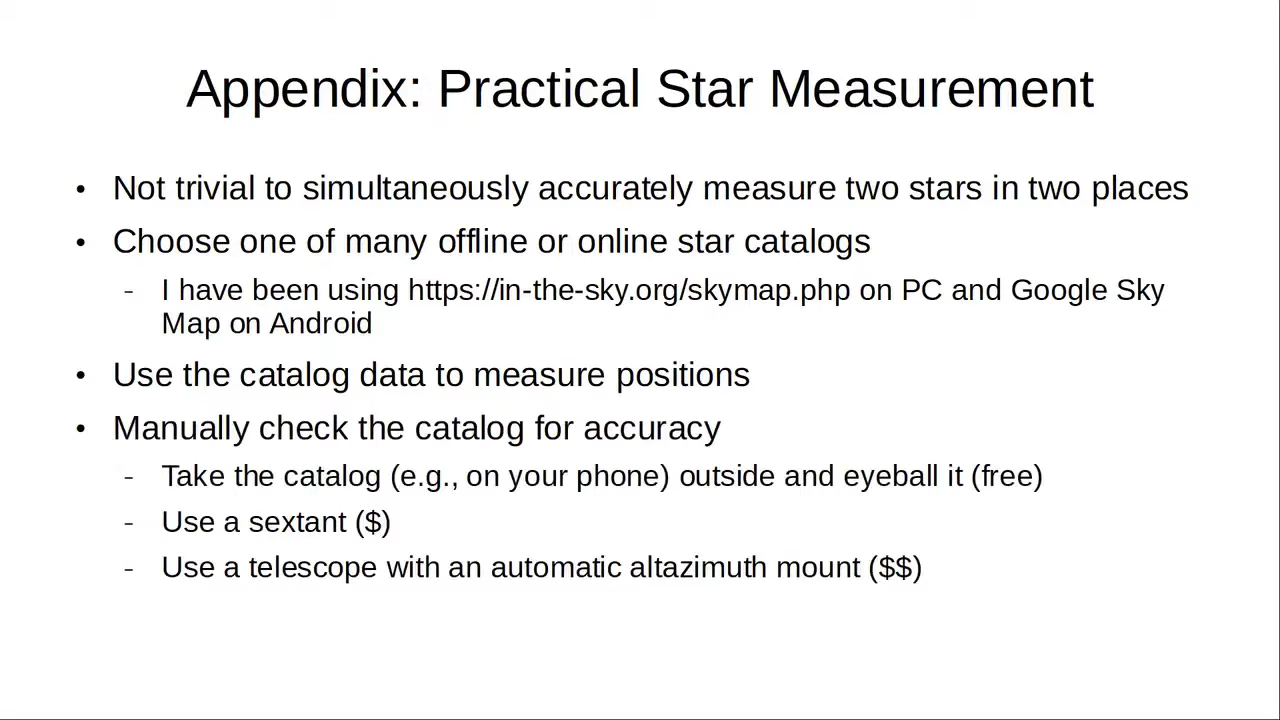 Appendix: Practical Star Measurement
• Not trivial to simultaneously accurately measure two stars in two places
• Choose one of many offline or online star catalogs
– I have been using https://in-the-sky.org/skymap.php on PC and Google Sky
Map on Android
• Use the catalog data to measure positions
• Manually check the catalog for accuracy
– Take the catalog (e.g., on your phone) outside and eyeball it (free)
– Use a sextant ($)
– Use a telescope with an automatic altazimuth mount ($$)